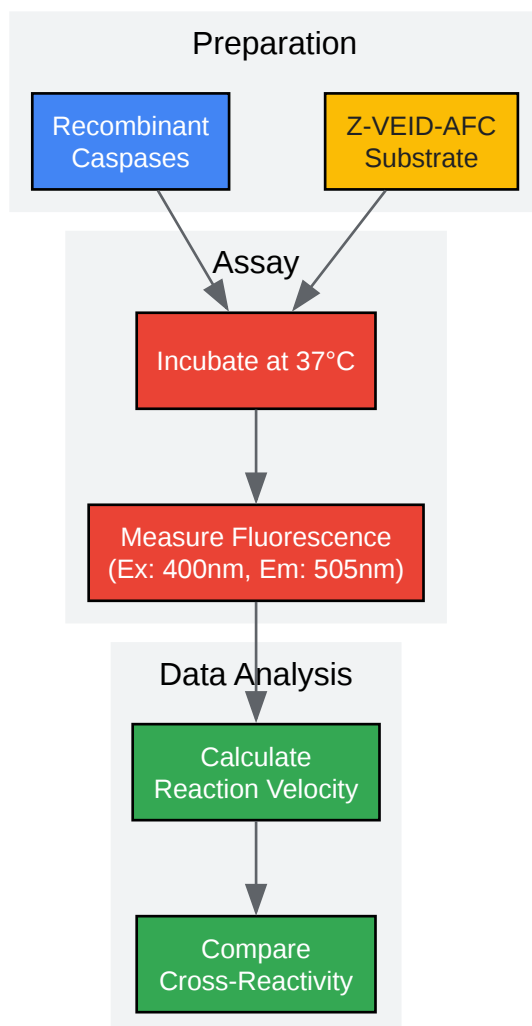 Preparation
Recombinant
Caspases
Z-VEID-AFC
Substrate
Assay
Incubate at 37°C
Measure Fluorescence
(Ex: 400nm, Em: 505nm)
Data Analysis
Calculate
Reaction Velocity
Compare
Cross-Reactivity